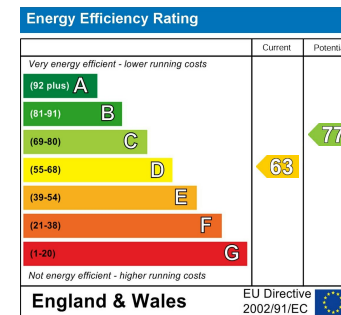 Energy Efficiency Rating
Current Potenti
Very energy efficient - lower running costs
(92 plus) A
(81-91) B
(69-80) C
77
(55-68) D
63
(39-54) E
(21-38) F
(1-20) G
Not energy efficient - higher running costs
England & Wales
EU Directive
2002/91/EC